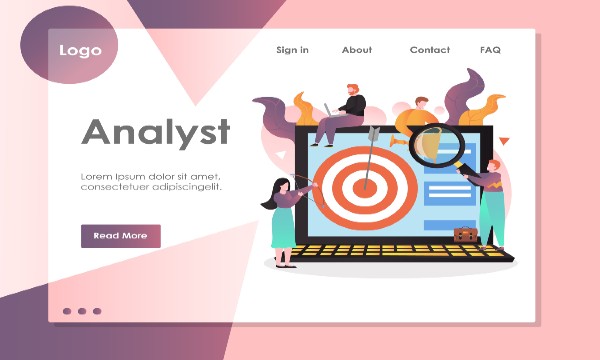 Logo
Sign in
About
Contact
FAQ
Analyst
Lorem Ipsum dolor sit amet,
consectetuer adipiscingelit.
Read More